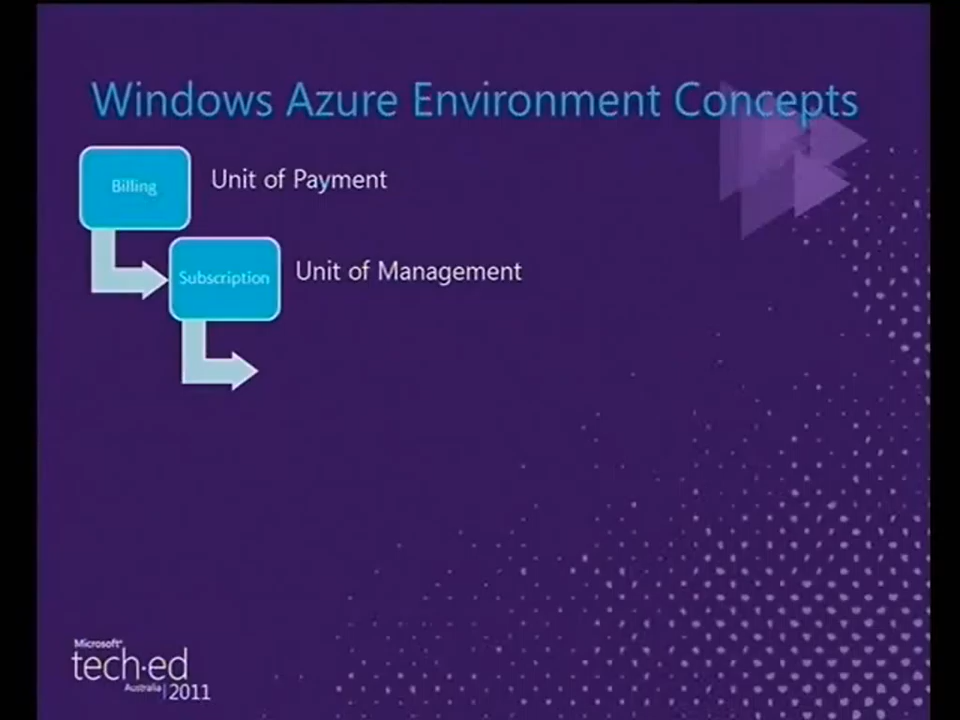 Windows Azure Environment Concepts
Billing
Unit of Payment
Subscription
Unit of Management
Microsoft®
tech·ed
Australia | 2011